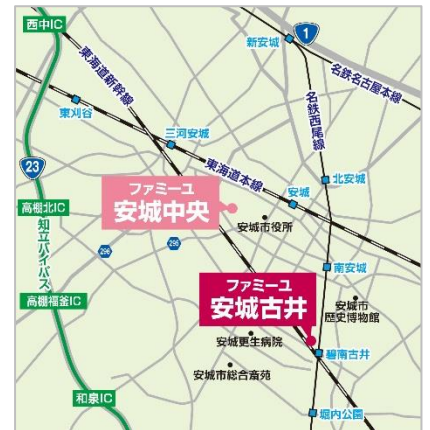 西中IC
1
新安城
東海道新幹線
名鉄名古屋本線
名鉄西尾線
東刈谷
三河安城
23
東海道本線
北安城
ファミーユ
安城中央
安城
高棚北IC
安城市役所
296
296
知立バイパス
南安城
ファミーユ
安城古井
安城市
歴史博物館
高棚福釜IC
安城更生病院
碧南古井
安城市総合斎苑
和泉IC
堀内公園